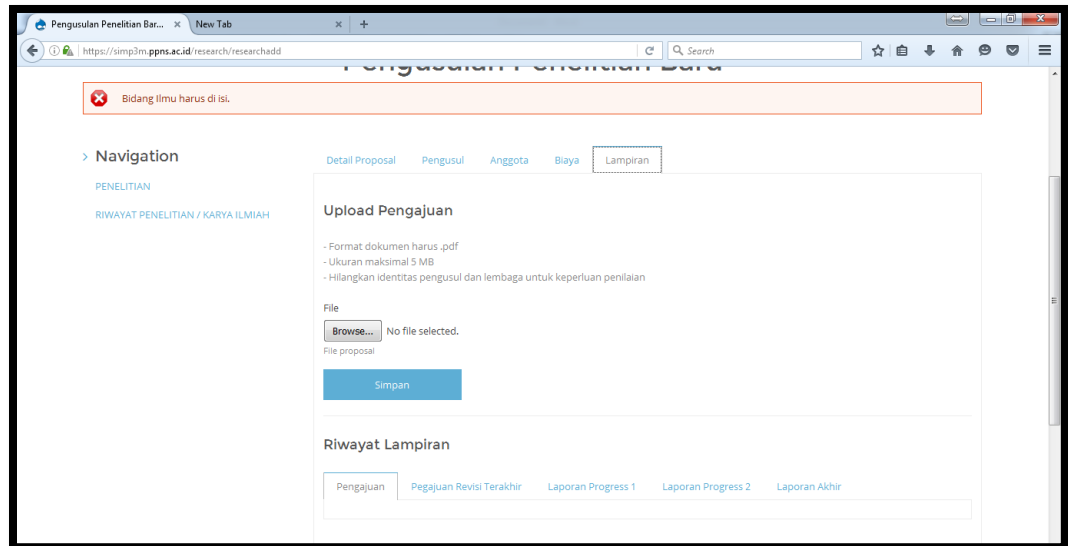 Pengusulan Penelitian Bar...
New Tab
https://simp3m.ppns.ac.id/research/researchadd
Search
Pengusulan Penelitian Baru
Bidang Ilmu harus di isi.
Navigation
PENELITIAN
RIWAYAT PENELITIAN / KARYA ILMIAH
Detail Proposal Pengusul Anggota Biaya Lampiran
Upload Pengajuan
- Format dokumen harus .pdf
- Ukuran maksimal 5 MB
- Hilangkan identitas pengusul dan lembaga untuk keperluan penilaian
File
Browse... No file selected.
File proposal
Simpan
Riwayat Lampiran
Pengajuan Pegajuan Revisi Terakhir Laporan Progress 1 Laporan Progress 2 Laporan Akhir